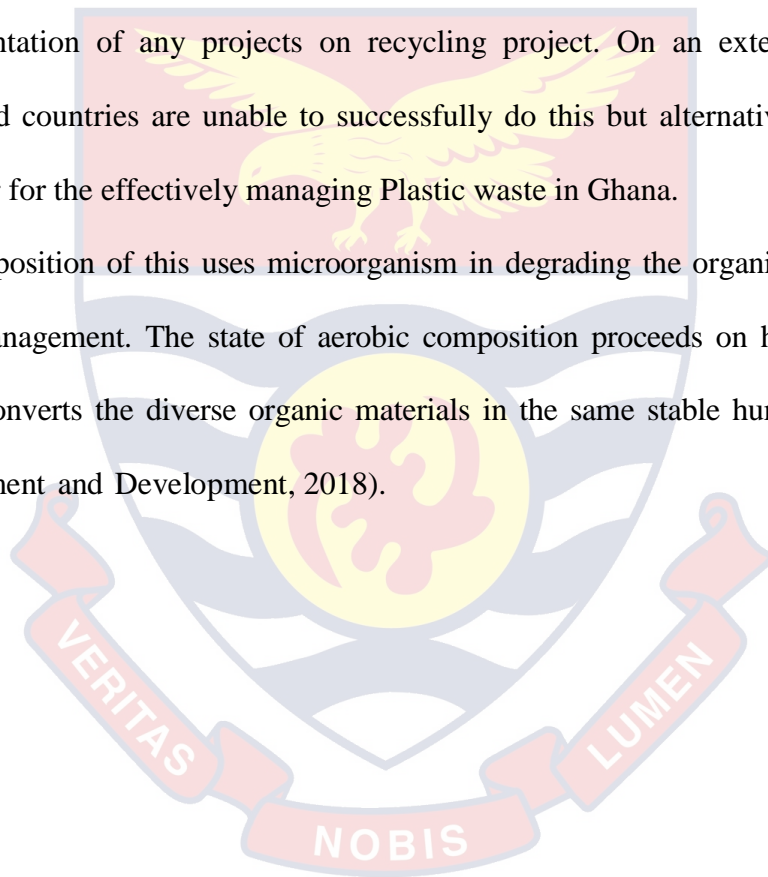 ntation of any projects on recycling project. On an exte
d countries are unable to successfully do this but alternativ
for the effectively managing Plastic waste in Ghana.
position of this uses microorganism in degrading the organi
nagement. The state of aerobic composition proceeds on h
onverts the diverse organic materials in the same stable hu
ment and Development, 2018).
VERITAS
NOBIS
LUMEN